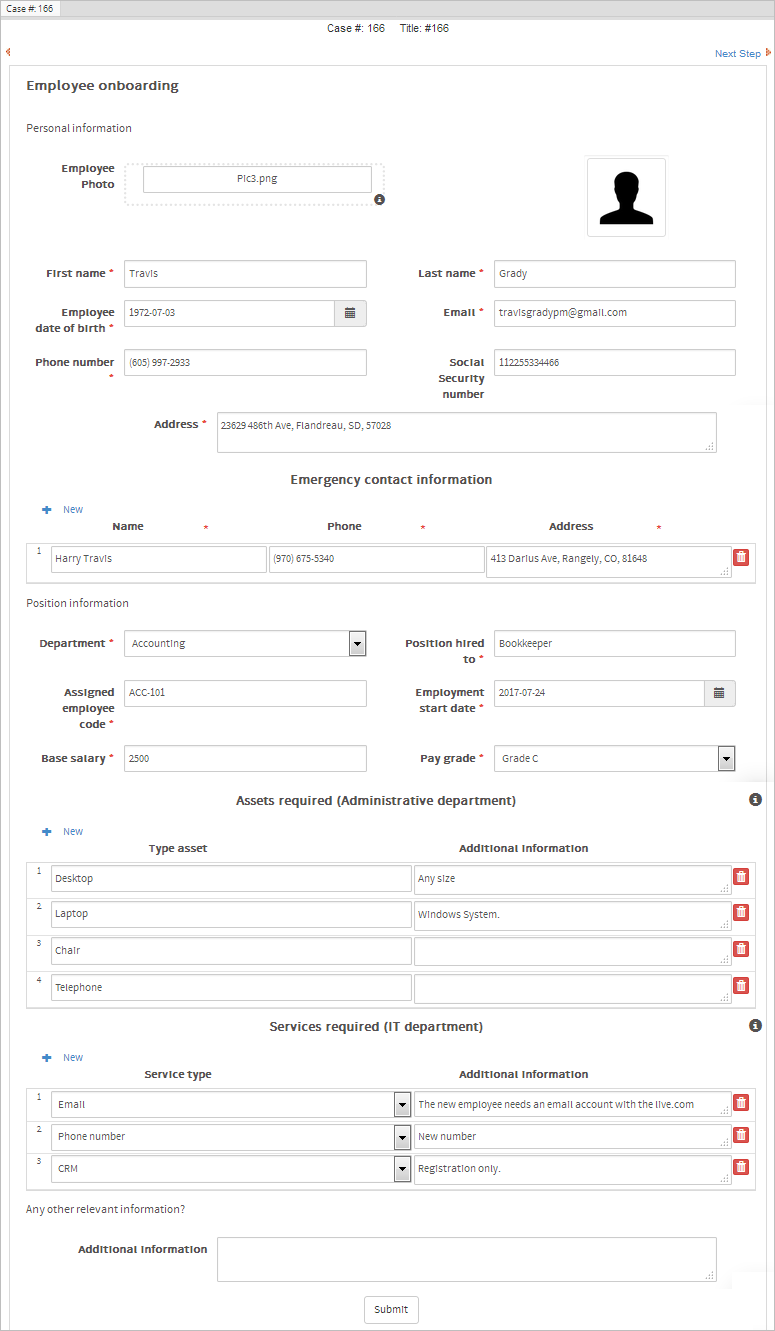 Case #: 166
Case #: 166 Title: #166
Next Step
Employee onboarding
Personal information
Employee
Photo
Pic3.png
First name * Travis
Last name * Grady
Employee
date of birth * 1972-07-03
Email * travisgradypm@gmail.com
Phone number
* (605) 997-2933
Social
Security
number 112255334466
Address * 23629 486th Ave, Flandreau, SD, 57028
Emergency contact information
New
Name * Phone * Address *
1 Harry Travis (970) 675-5340 413 Darius Ave, Rangely, CO, 81648
Position information
Department * Accounting
Position hired
to * Bookkeeper
Assigned
employee
code * ACC-101
Employment
start date * 2017-07-24
Base salary * 2500
Pay grade * Grade C
Assets required (Administrative department)
New
Type asset Additional information
1 Desktop Any size
2 Laptop Windows System.
3 Chair
4 Telephone
Services required (IT department)
New
Service type Additional information
1 Email The new employee needs an email account with the live.com
2 Phone number New number
3 CRM Registration only.
Any other relevant information?
Additional information
Submit